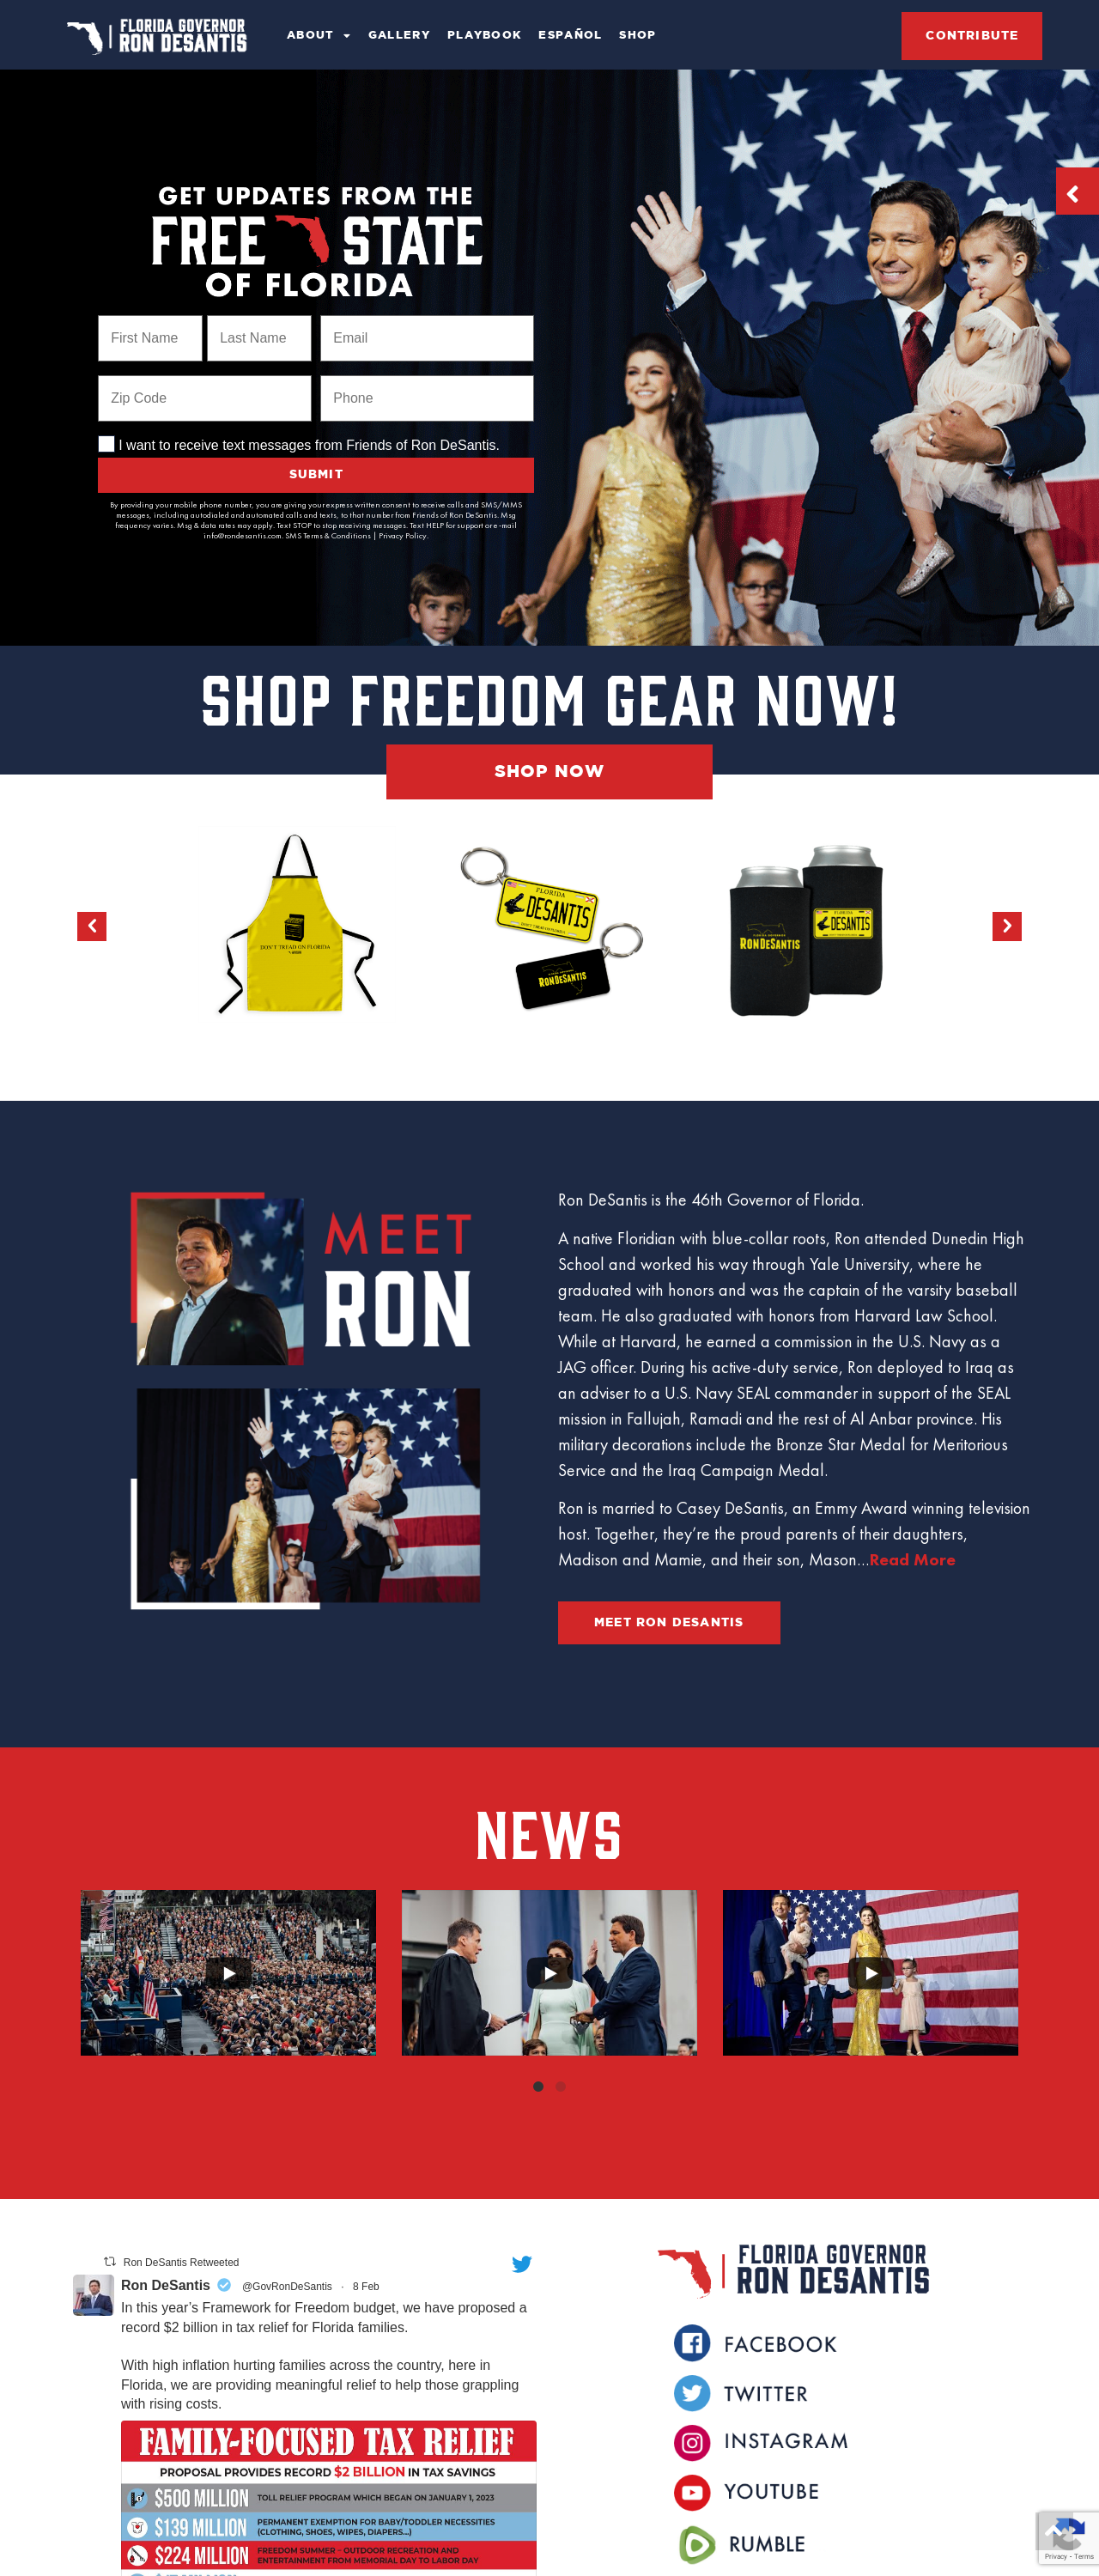 FLORIDA GOVERNOR
RON DESANTIS
ABOUT
GALLERY
PLAYBOOK
ESPAÑOL
SHOP
CONTRIBUTE
GET UPDATES FROM THE
FREE STATE
OF FLORIDA
First Name
Last Name
Email
Zip Code
Phone
I want to receive text messages from Friends of Ron DeSantis.
SUBMIT
By providing your mobile phone number, you are giving your express written consent to receive calls and SMS/MMS
messages, including autodialed and automated calls and texts, to that number from Friends of Ron DeSantis. Msg
frequency varies. Msg & data rates may apply. Text STOP to stop receiving messages. Text HELP for support or e-mail
info@rondesantis.com. SMS Terms & Conditions | Privacy Policy.
SHOP FREEDOM GEAR NOW!
SHOP NOW
DON'T TREAD ON FLORIDA
FLORIDA
DESANTIS
DON'T TREAD ON FLORIDA
RONDESANTIS
FLORIDA GOVERNOR
RONDESANTIS
FLORIDA
DESANTIS
MEET
RON
Ron DeSantis is the 46th Governor of Florida.
A native Floridian with blue-collar roots, Ron attended Dunedin High
School and worked his way through Yale University, where he
graduated with honors and was the captain of the varsity baseball
team. He also graduated with honors from Harvard Law School.
While at Harvard, he earned a commission in the U.S. Navy as a
JAG officer. During his active-duty service, Ron deployed to Iraq as
an adviser to a U.S. Navy SEAL commander in support of the SEAL
mission in Fallujah, Ramadi and the rest of Al Anbar province. His
military decorations include the Bronze Star Medal for Meritorious
Service and the Iraq Campaign Medal.
Ron is married to Casey DeSantis, an Emmy Award winning television
host. Together, they’re the proud parents of their daughters,
Madison and Mamie, and their son, Mason…Read More
MEET RON DESANTIS
NEWS
Ron DeSantis Retweeted
Ron DeSantis @GovRonDeSantis · 8 Feb
In this year’s Framework for Freedom budget, we have proposed a
record $2 billion in tax relief for Florida families.
With high inflation hurting families across the country, here in
Florida, we are providing meaningful relief to help those grappling
with rising costs.
FAMILY-FOCUSED TAX RELIEF
PROPOSAL PROVIDES RECORD $2 BILLION IN TAX SAVINGS
$500 MILLION TOLL RELIEF PROGRAM WHICH BEGAN ON JANUARY 1, 2023
$139 MILLION PERMANENT EXEMPTION FOR BABY/TODDLER NECESSITIES
(CLOTHING, SHOES, WIPES, DIAPERS...)
$224 MILLION FREEDOM SUMMER – OUTDOOR RECREATION AND
ENTERTAINMENT FROM MEMORIAL DAY TO LABOR DAY
FLORIDA GOVERNOR
RON DESANTIS
FACEBOOK
TWITTER
INSTAGRAM
YOUTUBE
RUMBLE
Privacy - Terms